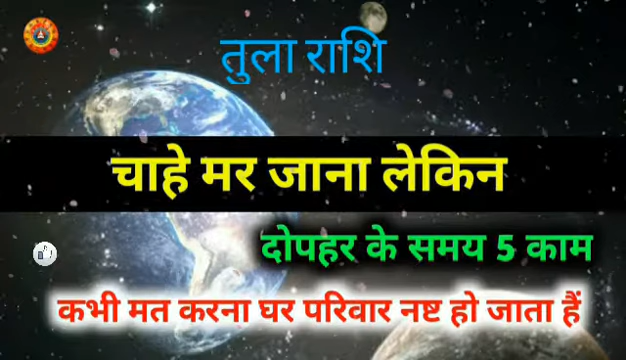 तुला राशि
चाहे मर जाना लेकिन
दोपहर के समय 5 काम
कभी मत करना घर परिवार नष्ट हो जाता हैं